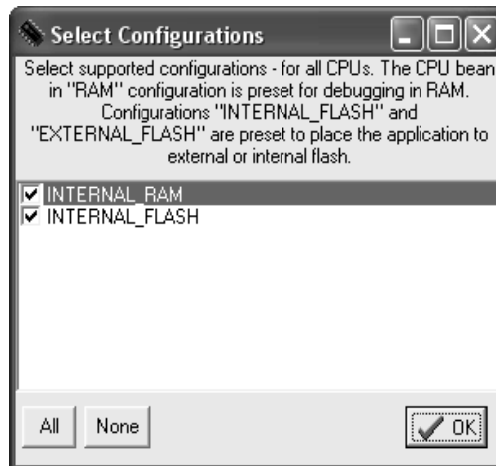 Select Configurations
Select supported configurations - for all CPUs. The CPU bean
in "RAM" configuration is preset for debugging in RAM.
Configurations "INTERNAL_FLASH" and
"EXTERNAL_FLASH" are preset to place the application to
external or internal flash.
INTERNAL_RAM
INTERNAL_FLASH
All
None
OK